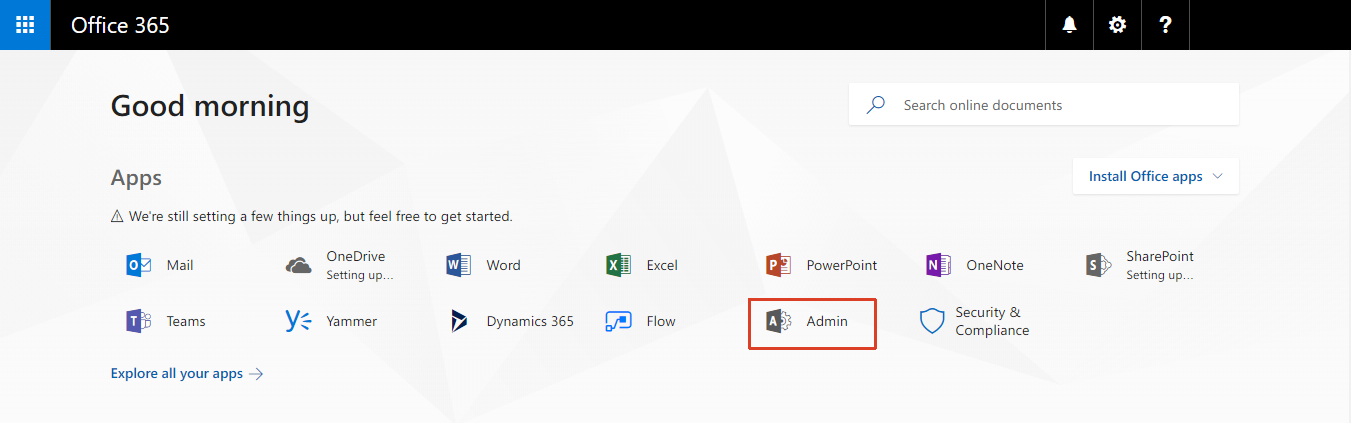 Office 365
?
Good morning
Search online documents
Apps
Install Office apps
We're still setting a few things up, but feel free to get started.
Mail
OneDrive
Setting up...
Word
Excel
PowerPoint
OneNote
SharePoint
Setting up...
Teams
Yammer
Dynamics 365
Flow
Admin
Security &
Compliance
Explore all your apps →